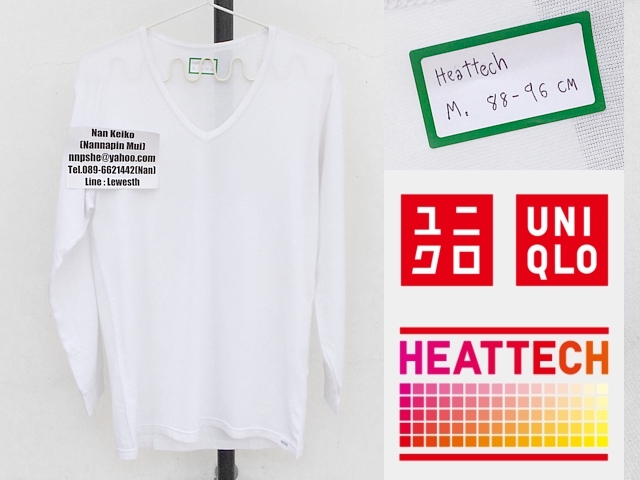 Nan Keiko
(Nannapin Mui)
nnpshe@yahoo.com
Tel.089-6621442(Nan)
Line : Lewesth
Heattech
M. 88-96 CM
ユニ
クロ
UNI
QLO
HEATTECH